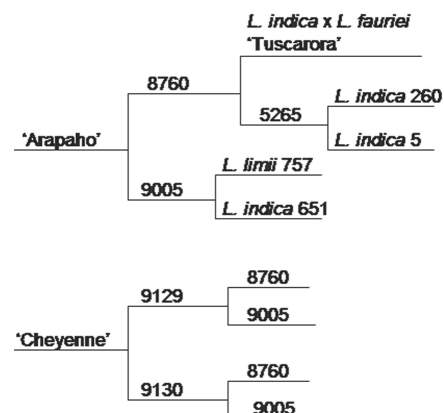 L. indica x L. fauriei
'Tuscarora'
8760
L. indica 260
5265
'Arapaho'
L. indica 5
L. limii 757
9005
L. indica 651
8760
9129
9005
'Cheyenne'
8760
9130
9005